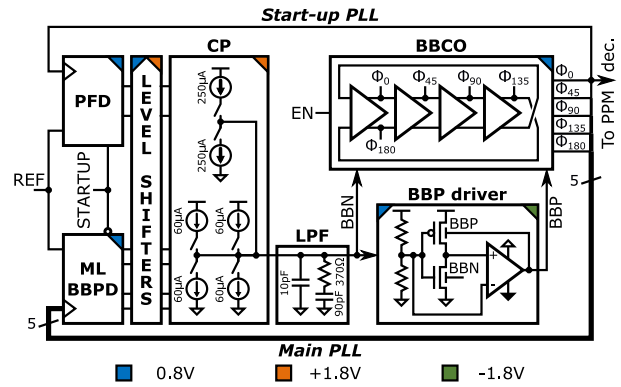 Start-up PLL
CP
BBCO
PFD
LEVEL SHIFTERS
250µA
250µA
Φ0
Φ45
Φ90
Φ135
Φ180
EN
Φ0
Φ45
Φ90
Φ135
Φ180
To PPM dec.
REF
STARTUP
5
BBN
BBP
BBP driver
ML
BBPD
60µA
60µA
60µA
60µA
LPF
10pF
370Ω
90pF
BBP
BBN
+
-
5
Main PLL
0.8V
+1.8V
-1.8V